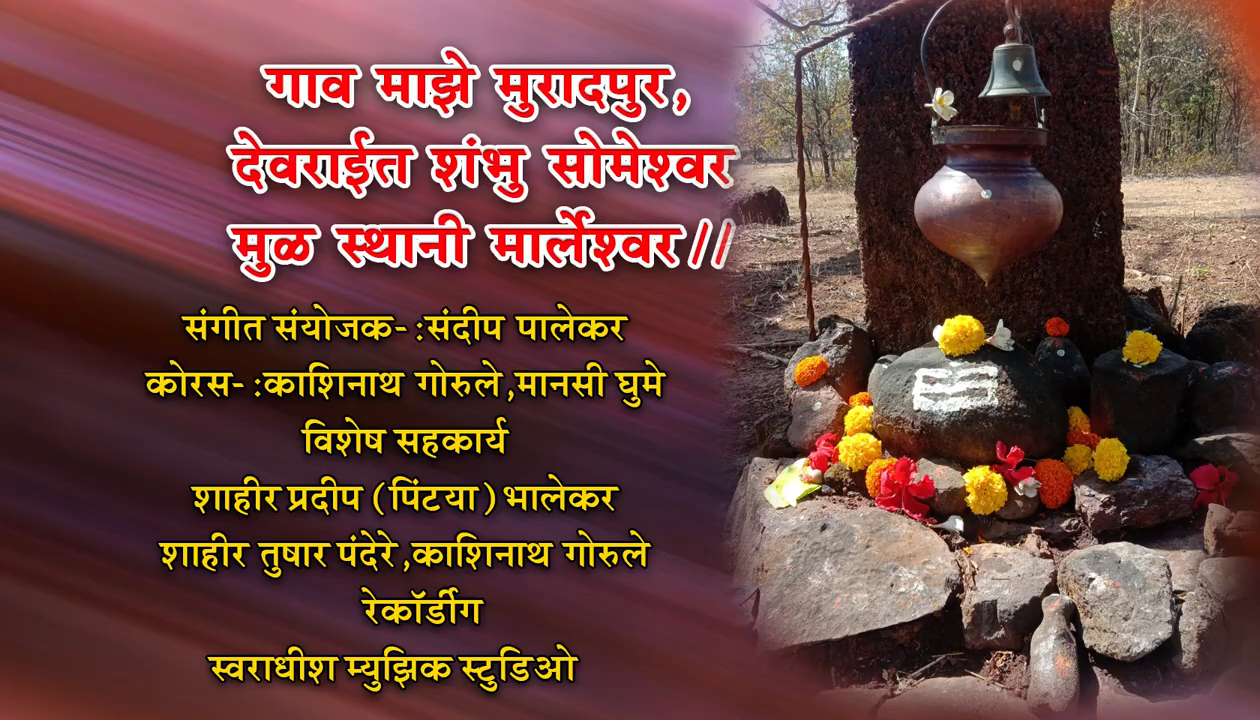 गाव माझे मुरादपुर,
देवराईत शंभु सोमेश्वर
मुळ स्थानी मार्लेश्वर//
संगीत संयोजक-:संदीप पालेकर
कोरस-:काशिनाथ गोरुले,मानसी घुमे
विशेष सहकार्य
शाहीर प्रदीप (पिंटया) भालेकर
शाहीर तुषार पंदेरे,काशिनाथ गोरुले
रेकॉर्डीग
स्वराधीश म्युझिक स्टुडिओ